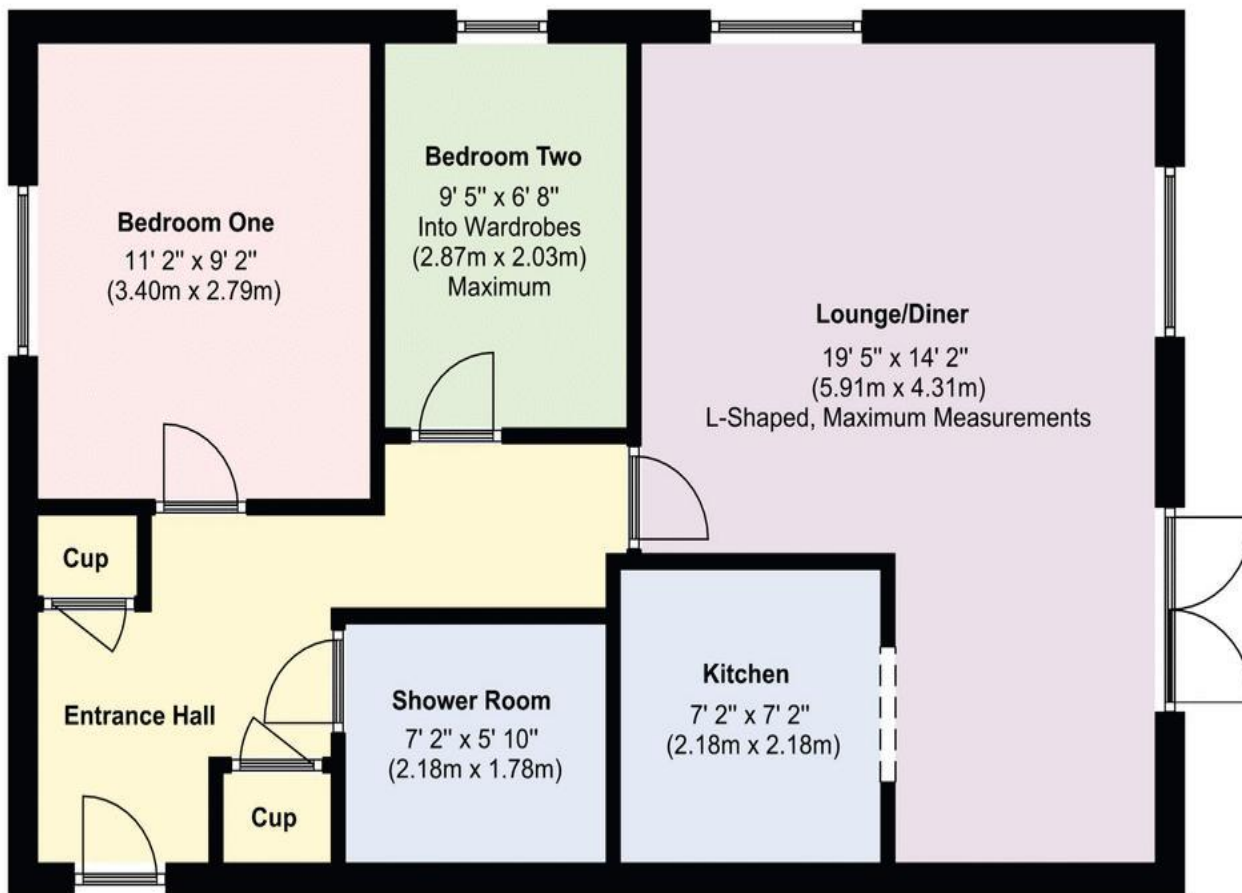 Bedroom One
11' 2" x 9' 2"
(3.40m x 2.79m)
Bedroom Two
9' 5" x 6' 8"
Into Wardrobes
(2.87m x 2.03m)
Maximum
Lounge/Diner
19' 5" x 14' 2"
(5.91m x 4.31m)
L-Shaped, Maximum Measurements
Cup
Entrance Hall
Cup
Shower Room
7' 2" x 5' 10"
(2.18m x 1.78m)
Kitchen
7' 2" x 7' 2"
(2.18m x 2.18m)